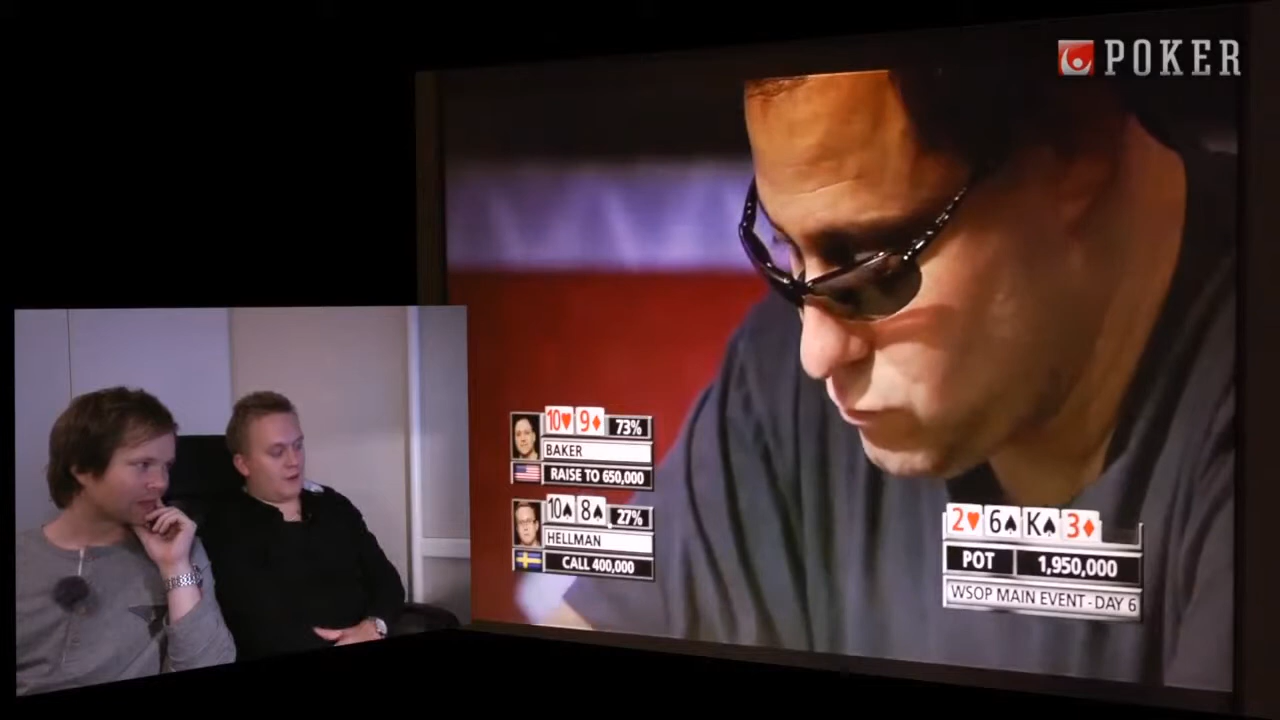 POKER
10♥ 9♦ 73%
BAKER
RAISE TO 650,000
10♠ 8♠ 27%
HELLMAN
CALL 400,000
2♥ 6♠ K♠ 3♦
POT 1,950,000
WSOP MAIN EVENT - DAY 6